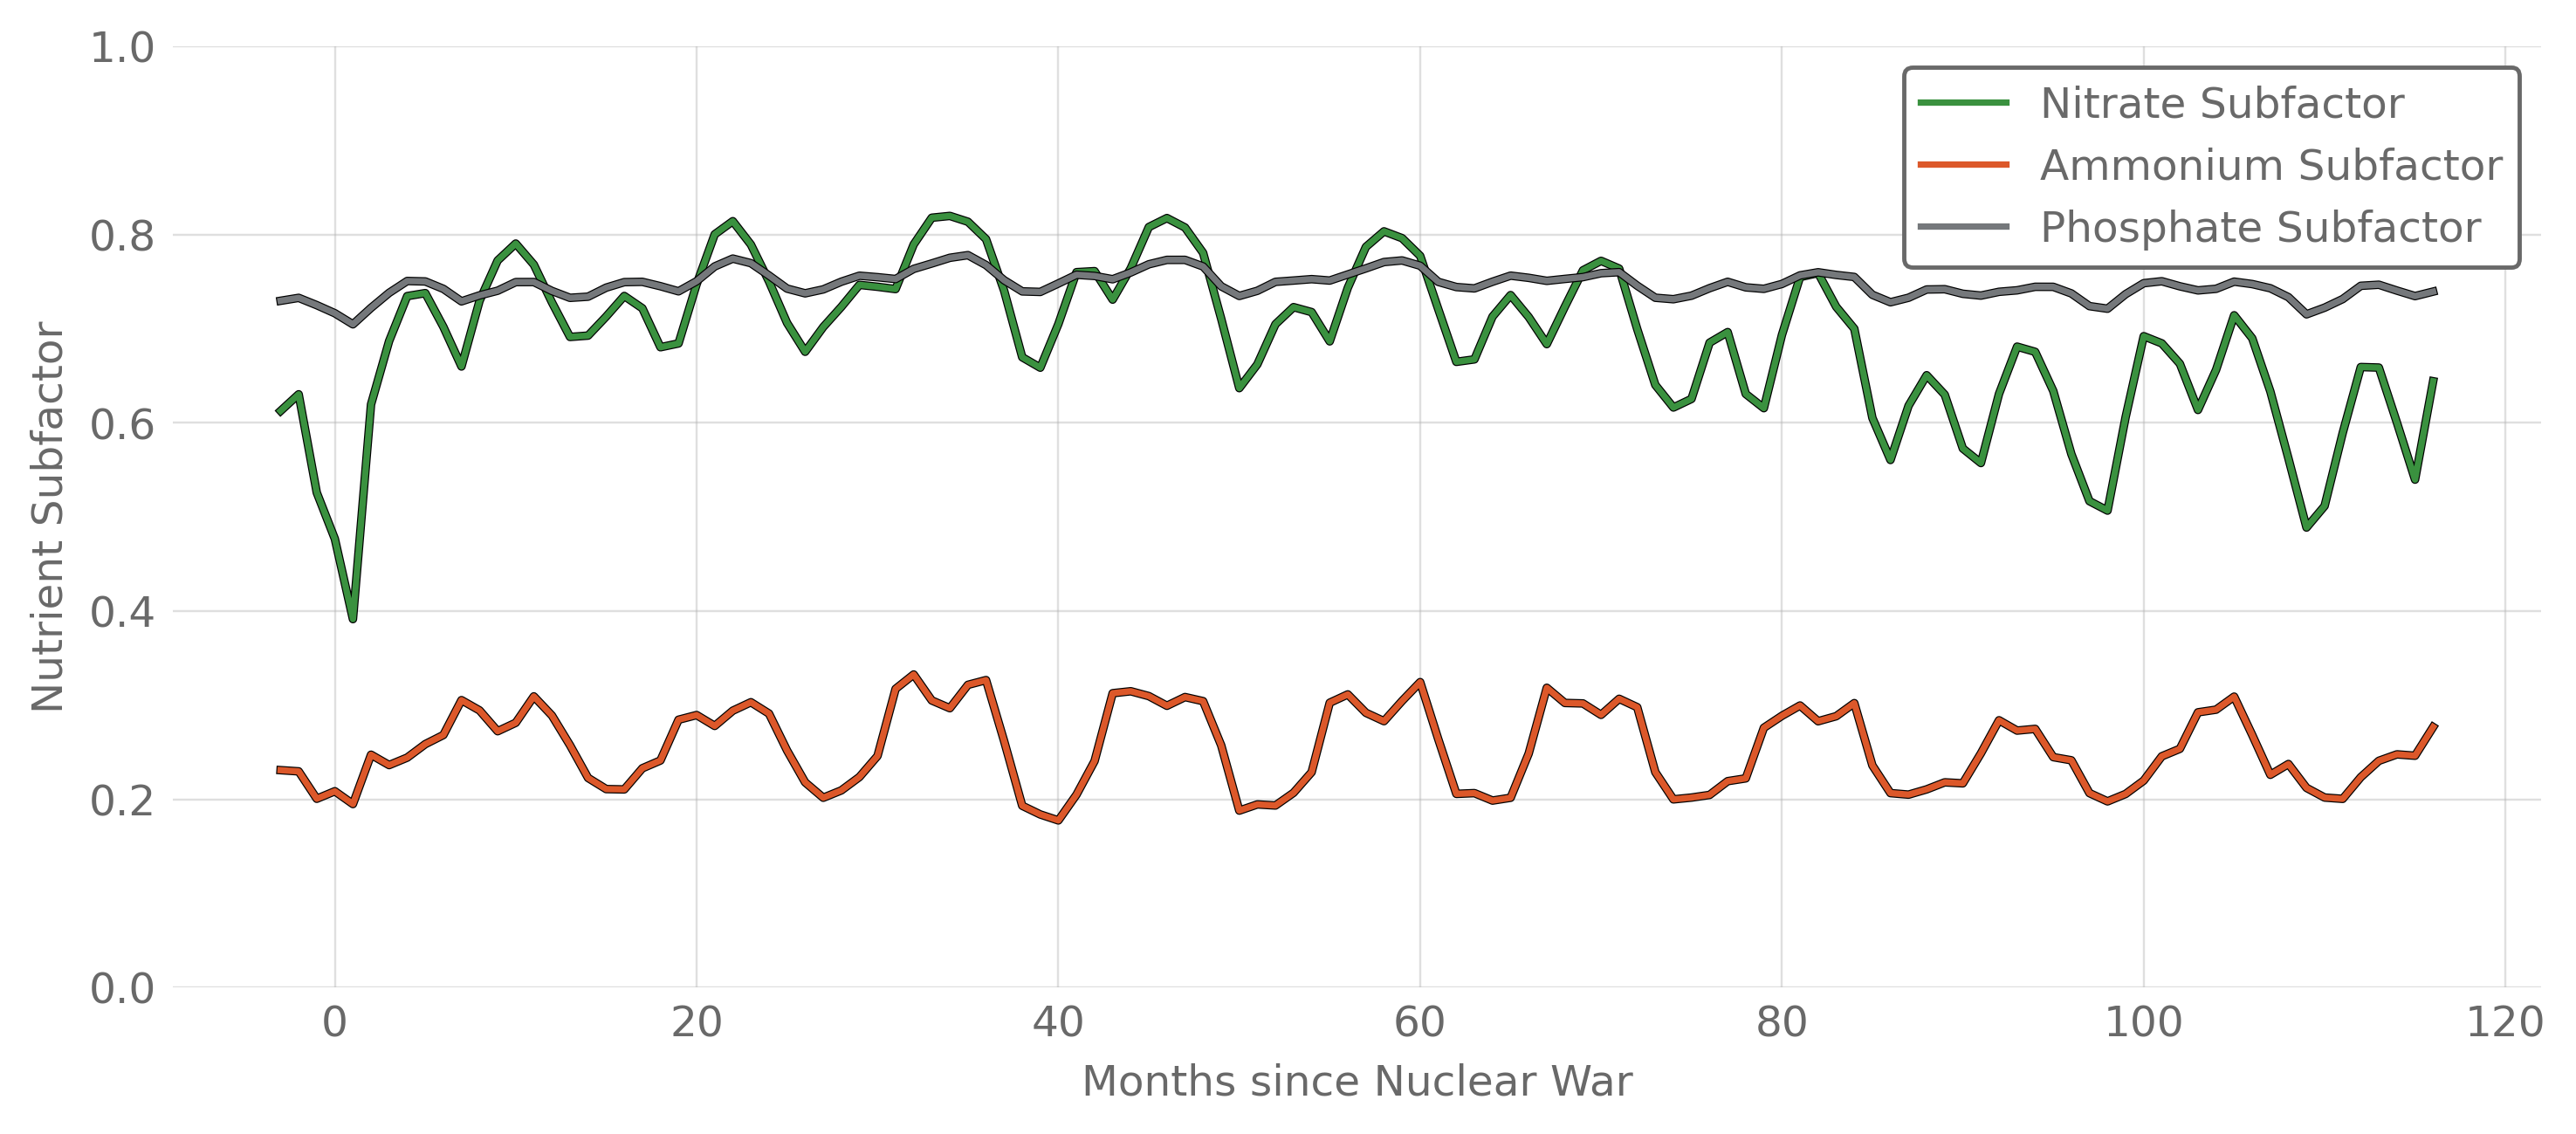 1.0
0.8
0.6
0.4
0.2
0.0
Nutrient Subfactor
Nitrate Subfactor
Ammonium Subfactor
Phosphate Subfactor
0 20 40 60 80 100 120
Months since Nuclear War